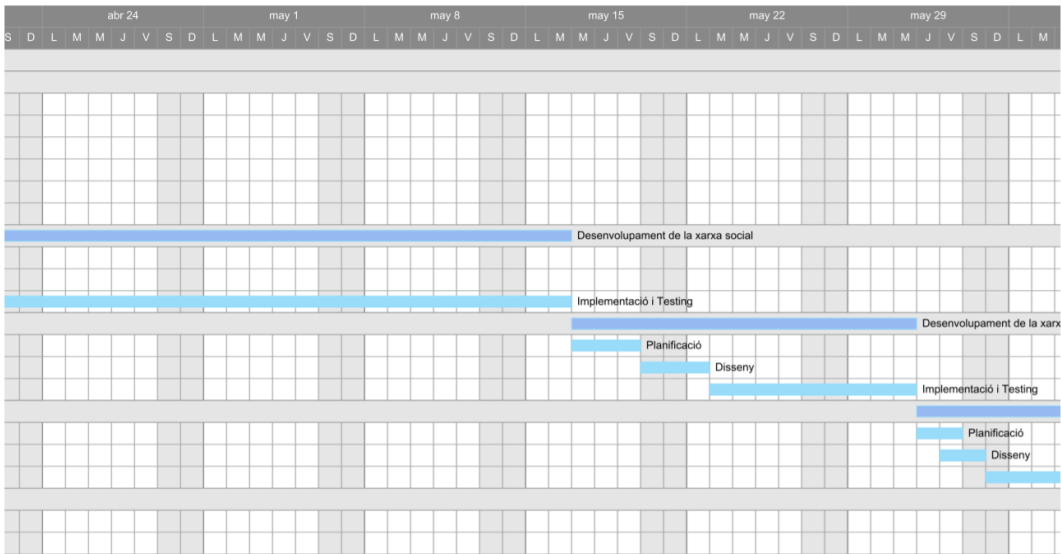 abr 24 may 1 may 8 may 15 may 22 may 29
S D L M M J V S D L M M J V S D L M M J V S D L M M J V S D L M M J V S D L M M J V S D L M
Desenvolupament de la xarxa social
Implementació i Testing
Desenvolupament de la xarx
Planificació
Disseny
Implementació i Testing
Planificació
Disseny